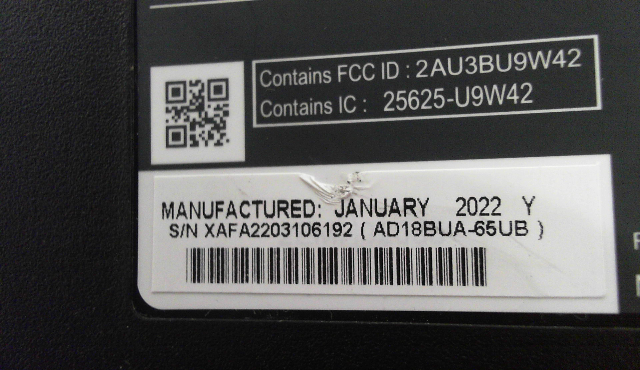 Contains FCC ID : 2AU3BU9W42
Contains IC : 25625-U9W42
MANUFACTURED: JANUARY 2022 Y
S/N XAFA2203106192 ( AD18BUA-65UB )